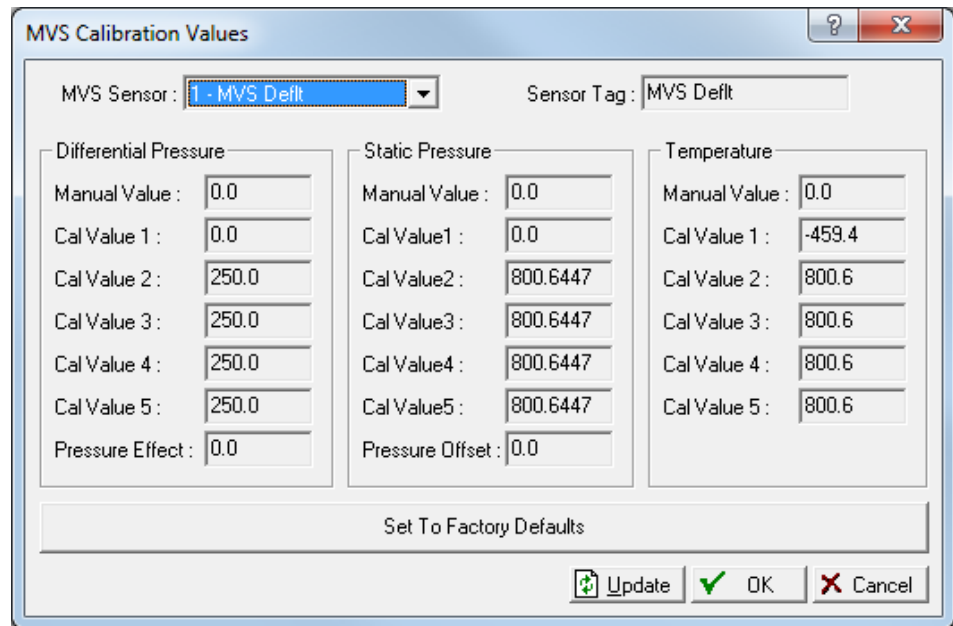 MVS Calibration Values
MVS Sensor : 1 - MVS Deflt
Sensor Tag : MVS Deflt
Differential Pressure
Manual Value : 0.0
Cal Value 1 : 0.0
Cal Value 2 : 250.0
Cal Value 3 : 250.0
Cal Value 4 : 250.0
Cal Value 5 : 250.0
Pressure Effect : 0.0
Static Pressure
Manual Value : 0.0
Cal Value1 : 0.0
Cal Value2 : 800.6447
Cal Value3 : 800.6447
Cal Value4 : 800.6447
Cal Value5 : 800.6447
Pressure Offset : 0.0
Temperature
Manual Value : 0.0
Cal Value 1 : -459.4
Cal Value 2 : 800.6
Cal Value 3 : 800.6
Cal Value 4 : 800.6
Cal Value 5 : 800.6
Set To Factory Defaults
Update
OK
Cancel